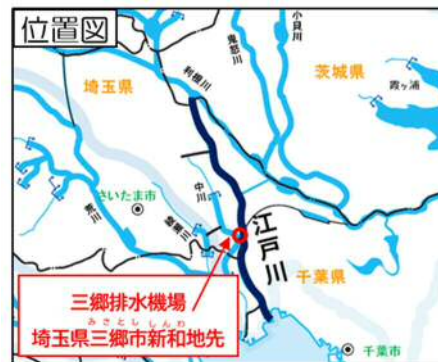 位置図
小貝川
鬼怒川
茨城県
利根川
埼玉県
霞ヶ浦
さいたま市
中川
荒川
綾瀬川
江戸川
千葉県
三郷排水機場
みさとし しんわ
埼玉県三郷市新和地先
千葉市